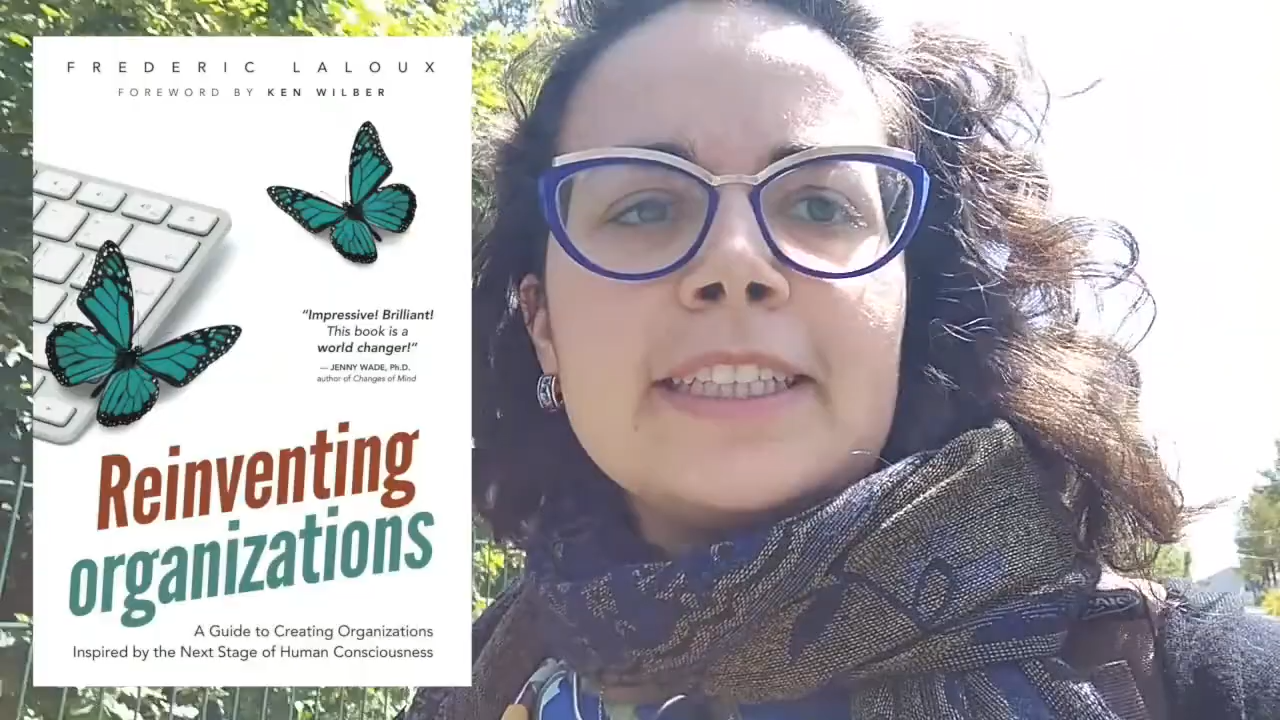 FREDERIC LALOUX
FOREWORD BY KEN WILBER
“Impressive! Brilliant!
This book is a
world changer!“
— JENNY WADE, Ph.D.
author of Changes of Mind
Reinventing
organizations
A Guide to Creating Organizations
Inspired by the Next Stage of Human Consciousness